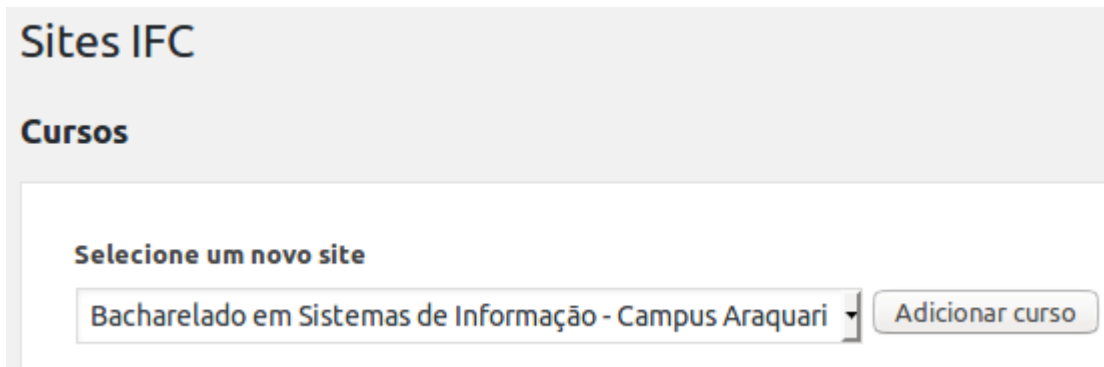 Sites IFC
Cursos
Selecione um novo site
Bacharelado em Sistemas de Informação - Campus Araquari
Adicionar curso